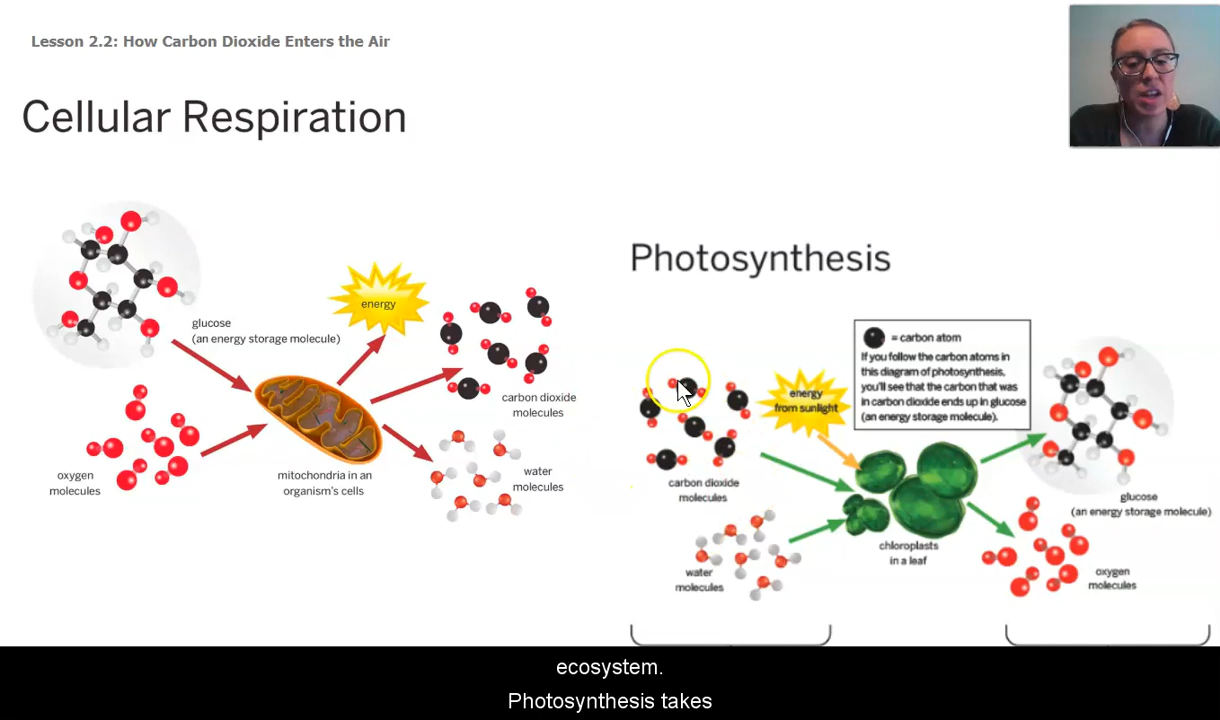 Lesson 2.2: How Carbon Dioxide Enters the Air
Cellular Respiration
glucose
(an energy storage molecule)
oxygen
molecules
energy
mitochondria in an
organism's cells
carbon dioxide
molecules
water
molecules
Photosynthesis
= carbon atom
If you follow the carbon atoms in
this diagram of photosynthesis,
you'll see that the carbon that was
in carbon dioxide ends up in glucose
(an energy storage molecule).
energy
from sunlight
carbon dioxide
molecules
water
molecules
chloroplasts
in a leaf
glucose
(an energy storage molecule)
oxygen
molecules
ecosystem.
Photosynthesis takes